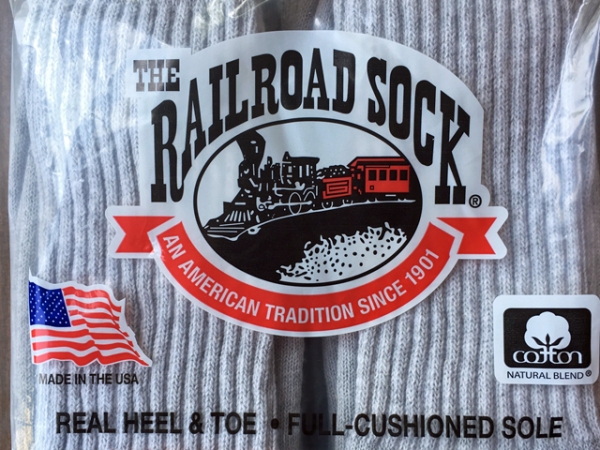 THE
RAILROAD SOCK®
AN AMERICAN TRADITION SINCE 1901
MADE IN THE USA
cotton
NATURAL BLEND®
REAL HEEL & TOE • FULL-CUSHIONED SOLE